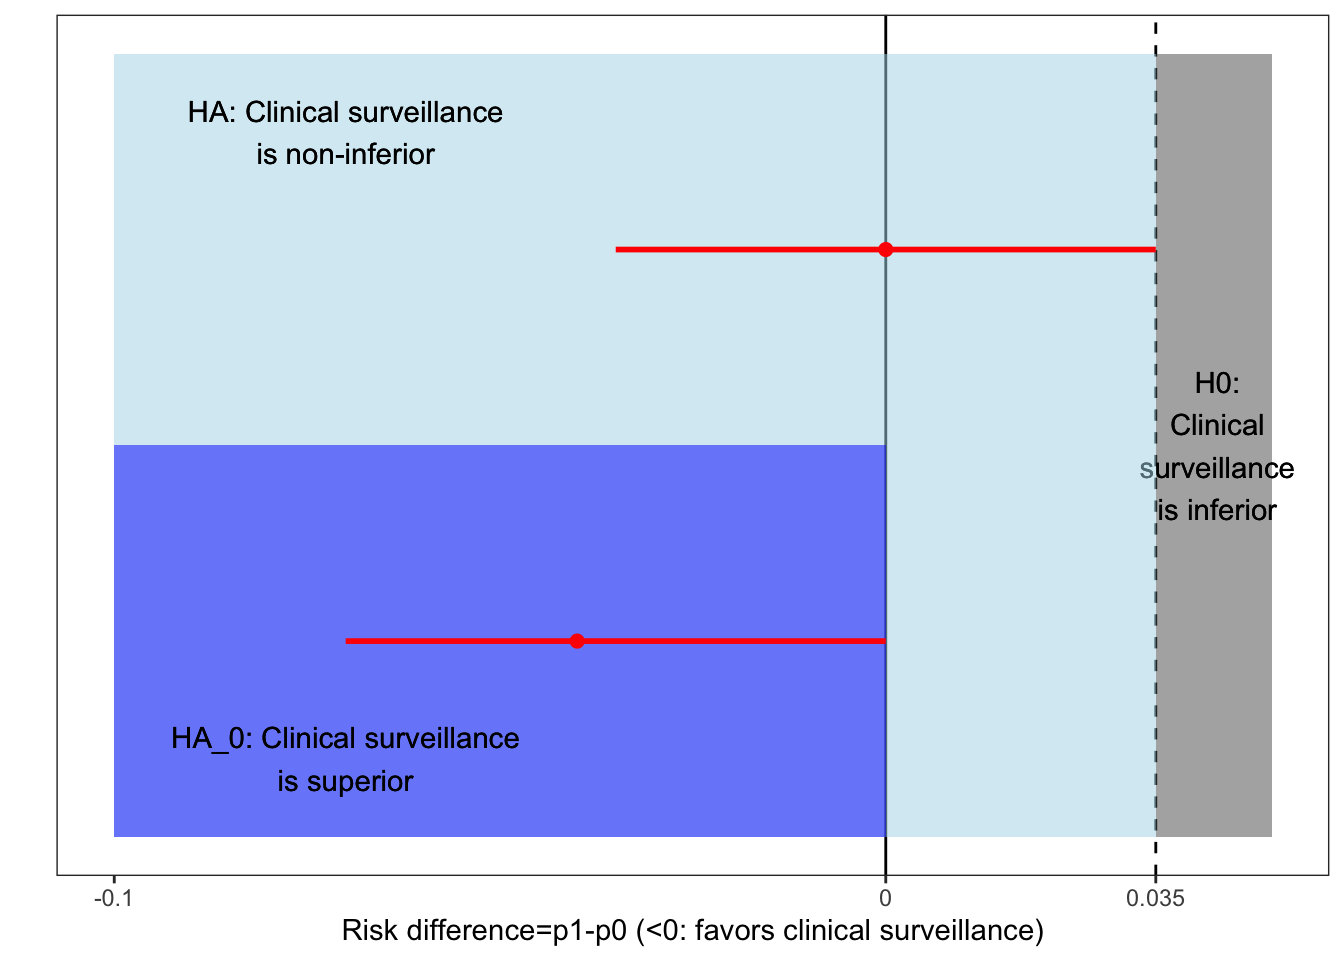 HA: Clinical surveillance
is non-inferior
H0:
Clinical
surveillance
is inferior
HA_0: Clinical surveillance
is superior
-0.1
0
0.035
Risk difference=p1-p0 (<0: favors clinical surveillance)